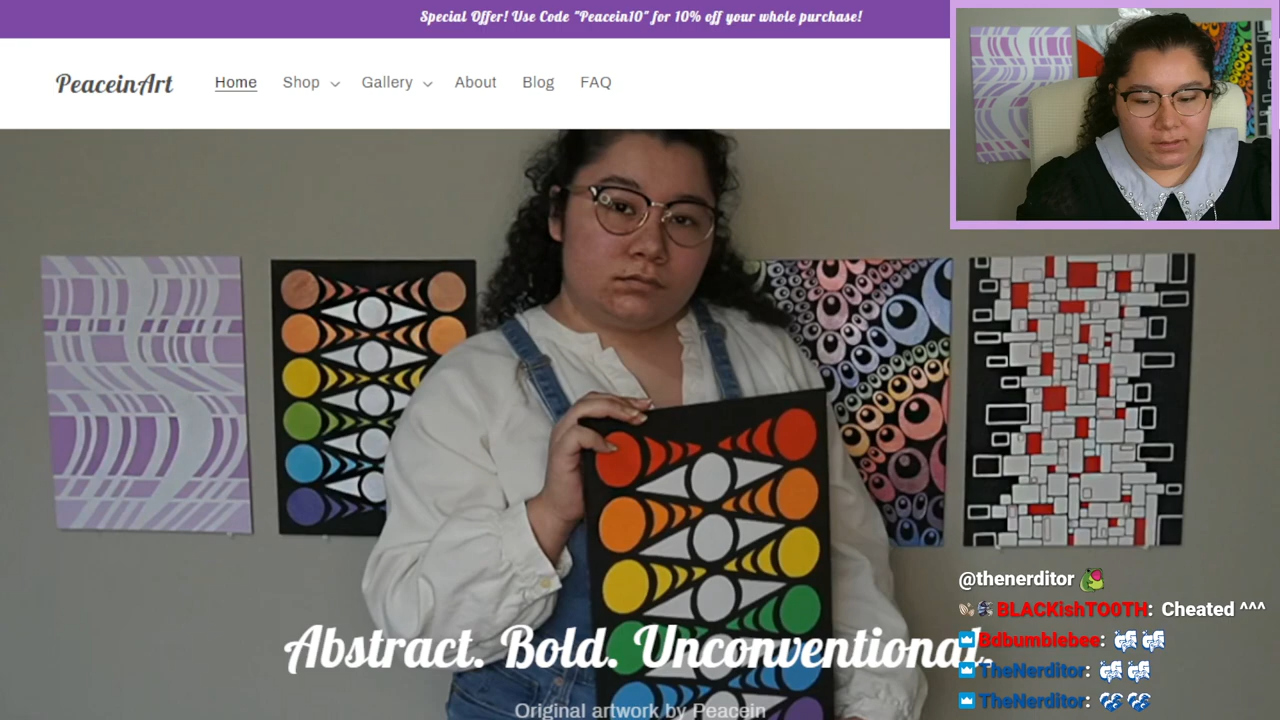 Special Offer! Use Code "Peacein10" for 10% off your whole purchase!
PeaceinArt
Home
Shop
Gallery
About
Blog
FAQ
Abstract. Bold. Unconventional.
Original artwork by Peacein
@thenerditor
BLACKishTO0TH: Cheated ^^^
Bdbumblebee:
TheNerditor:
TheNerditor: